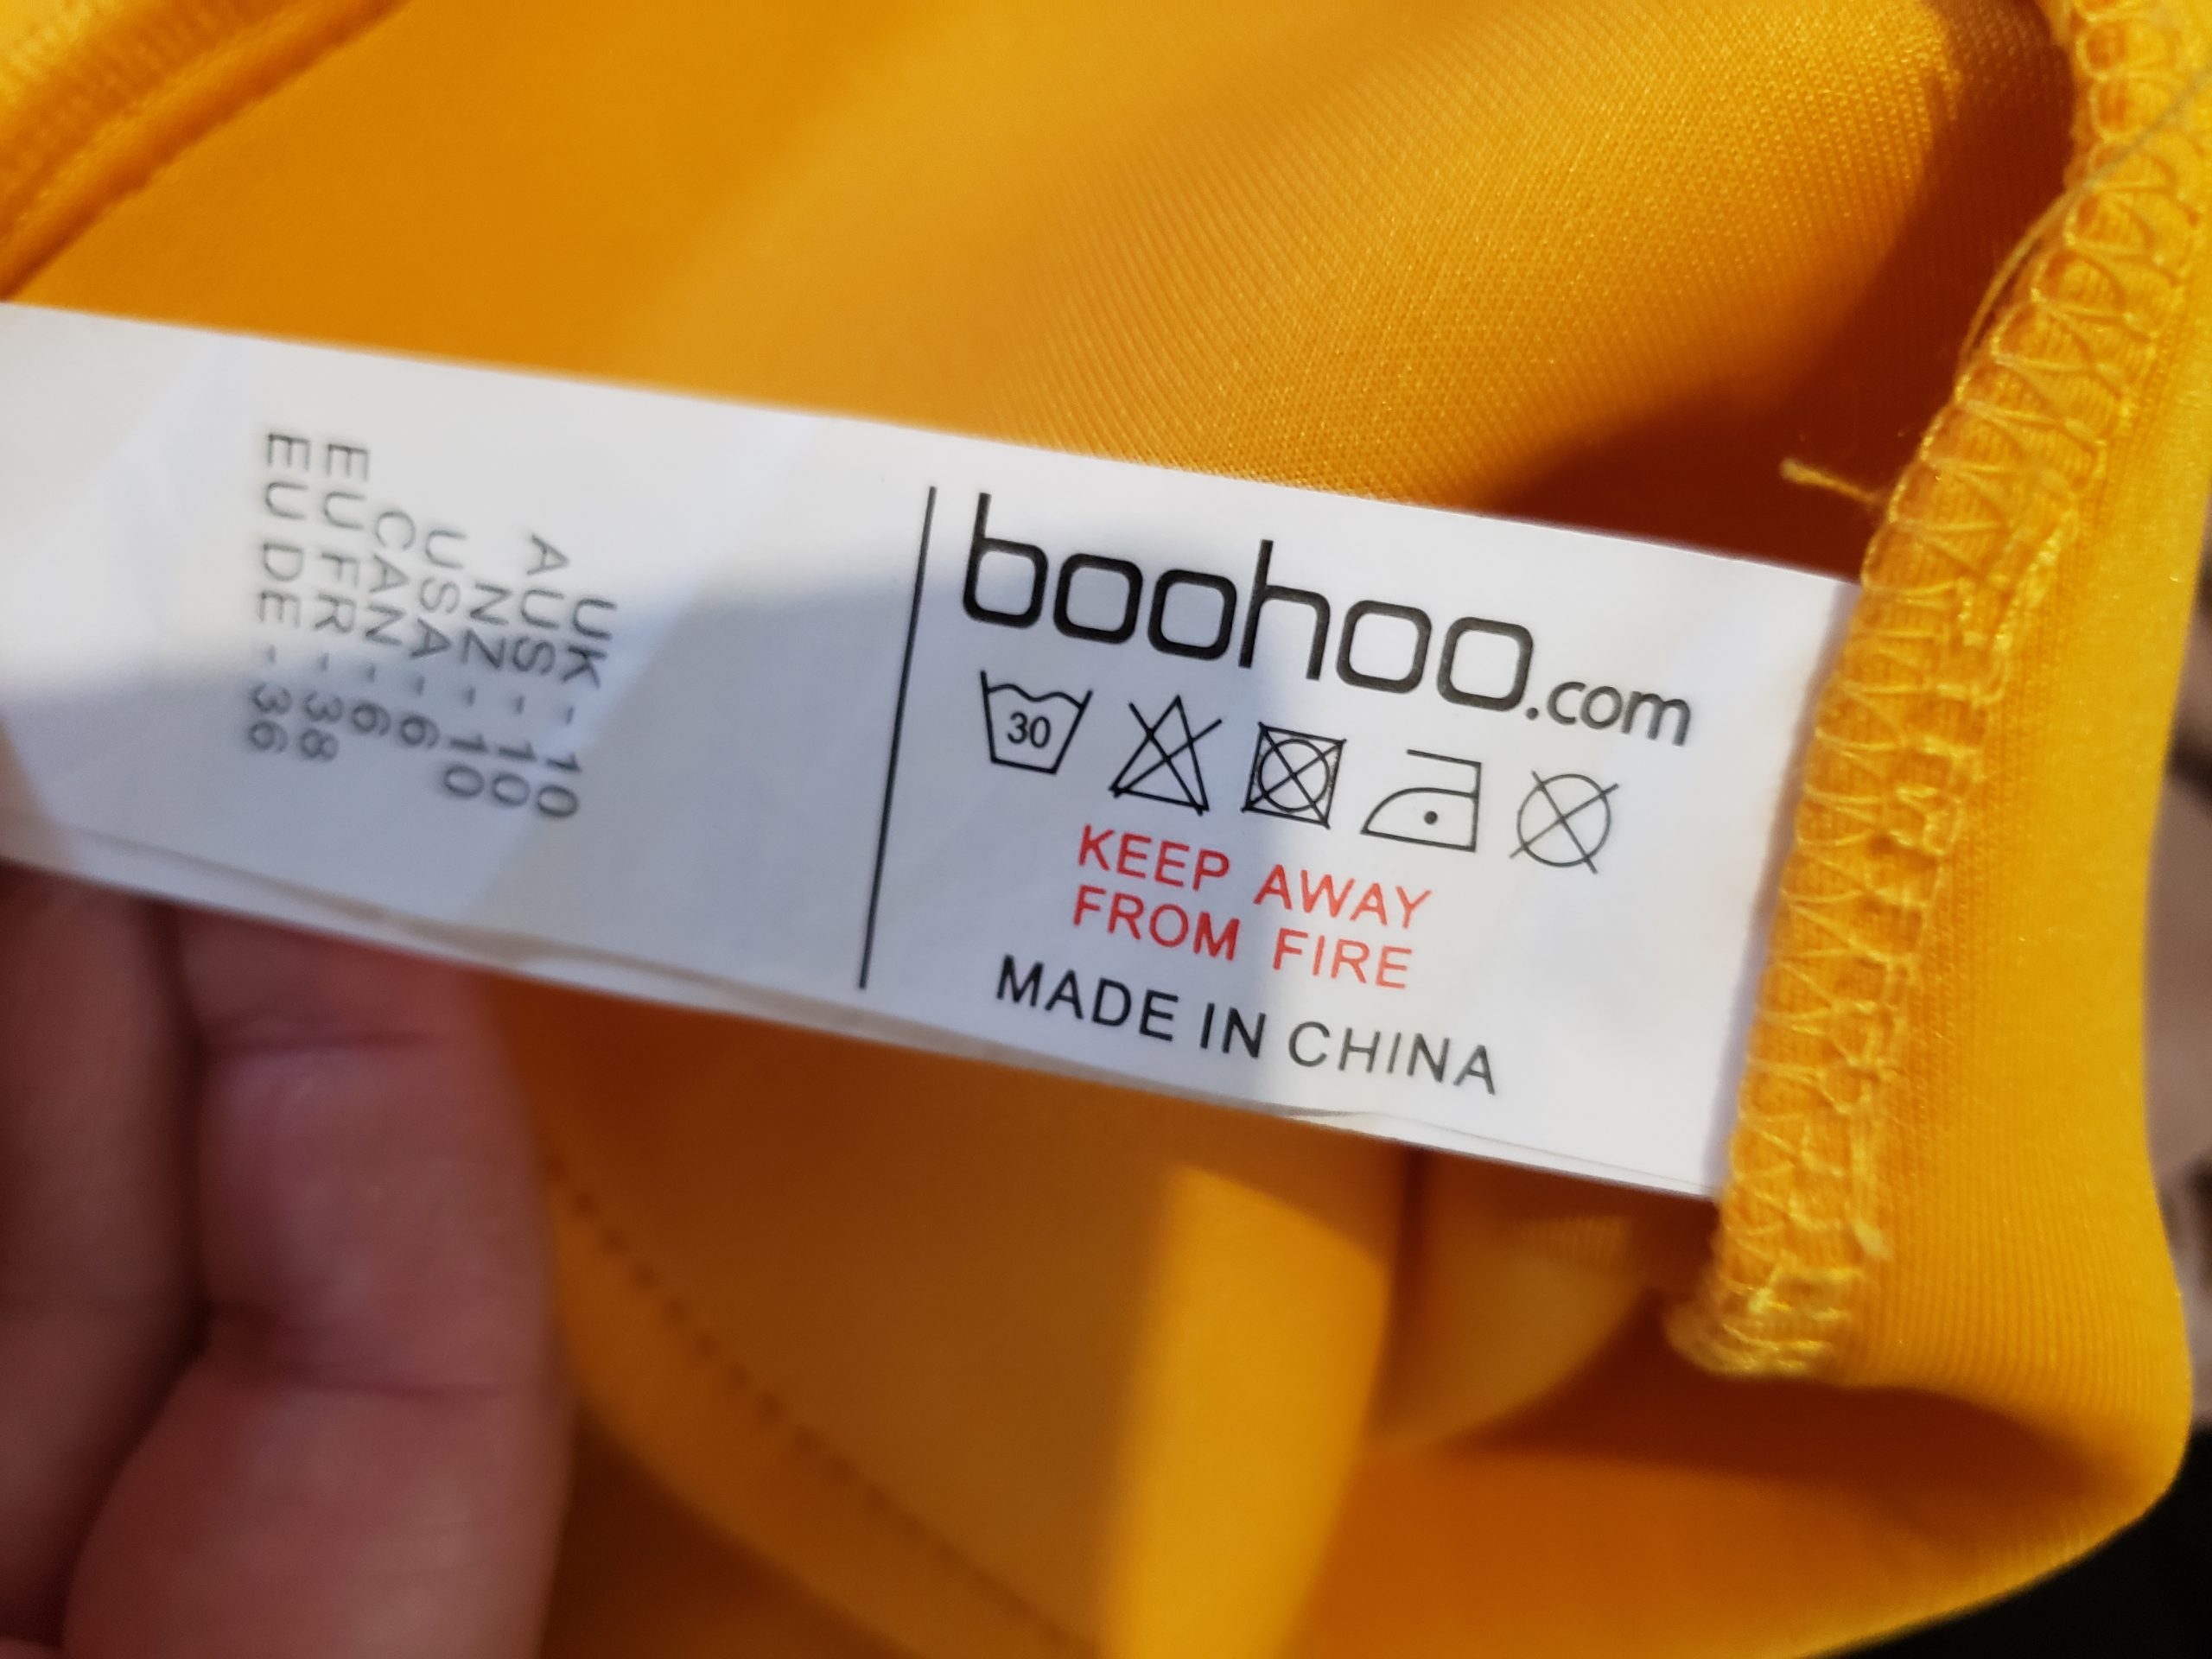 boohoo.com
30
KEEP AWAY
FROM FIRE
MADE IN CHINA
UK - 10
AUS - 10
NZ - 10
USA - 6
CAN - 6
EU FR - 38
EU DE - 36